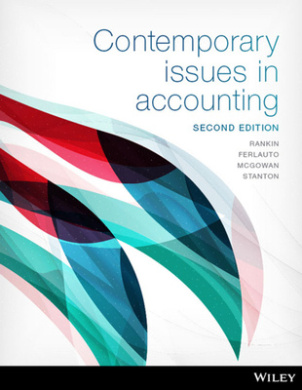 Contemporary
issues in
accounting
SECOND EDITION
RANKIN
FERLAUTO
MCGOWAN
STANTON
WILEY